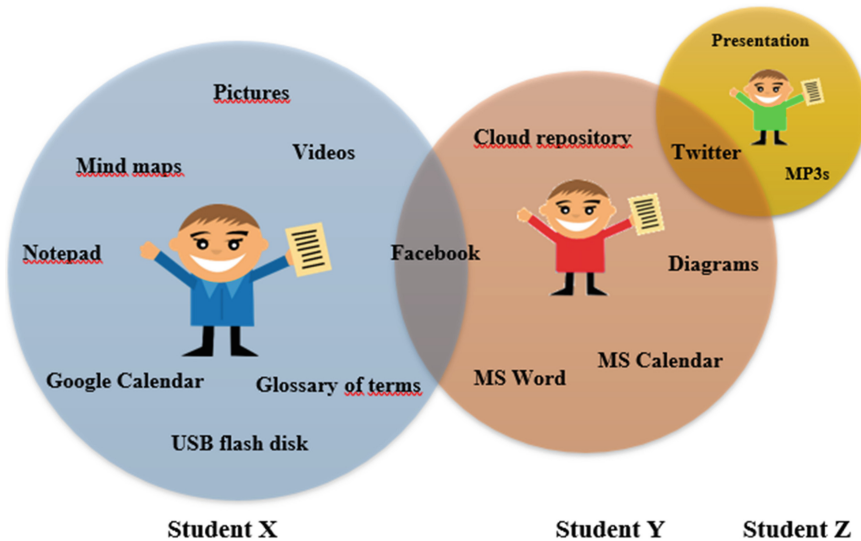 Presentation
Pictures
Cloud repository
Videos
Twitter
Mind maps
MP3s
Notepad
Facebook
Diagrams
MS Calendar
Google Calendar
MS Word
Glossary of terms
USB flash disk
Student X
Student Y
Student Z